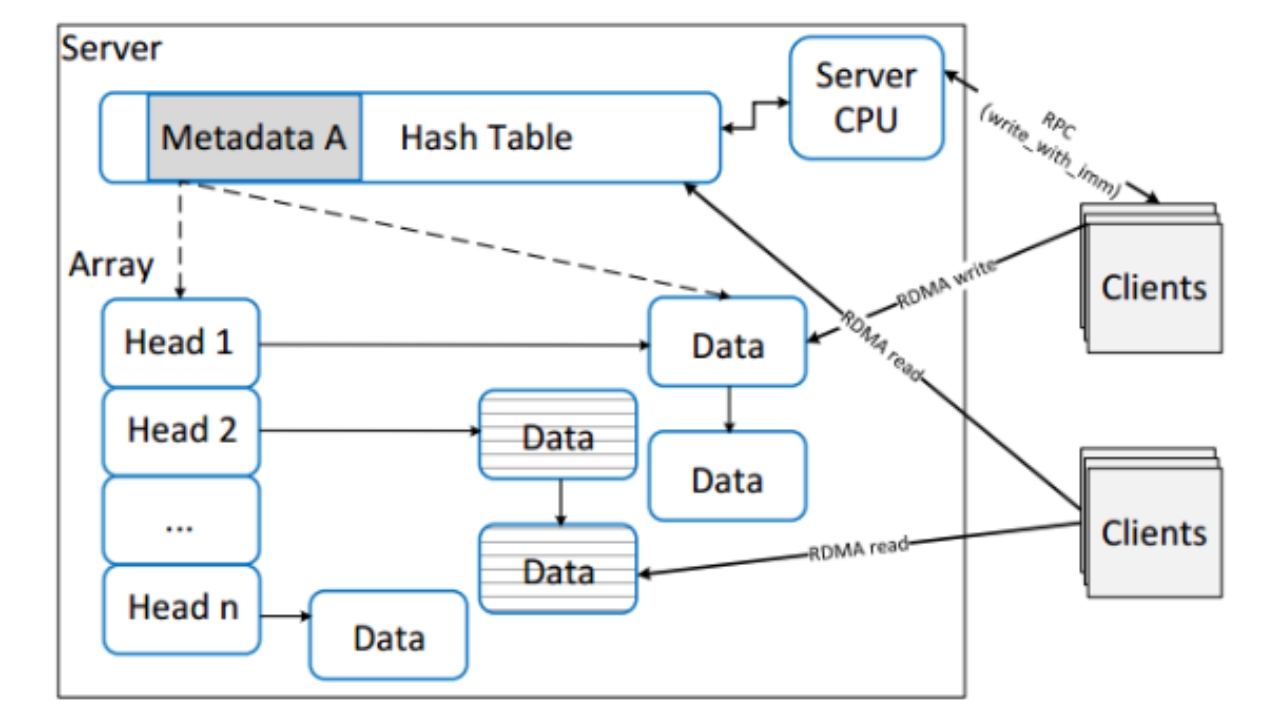 Server
Server
CPU
Metadata A
Hash Table
RPC
(write_with_imm)
Array
Clients
RDMA write
Head 1
Data
RDMA read
Head 2
Data
Data
...
Clients
RDMA read
Data
Head n
Data